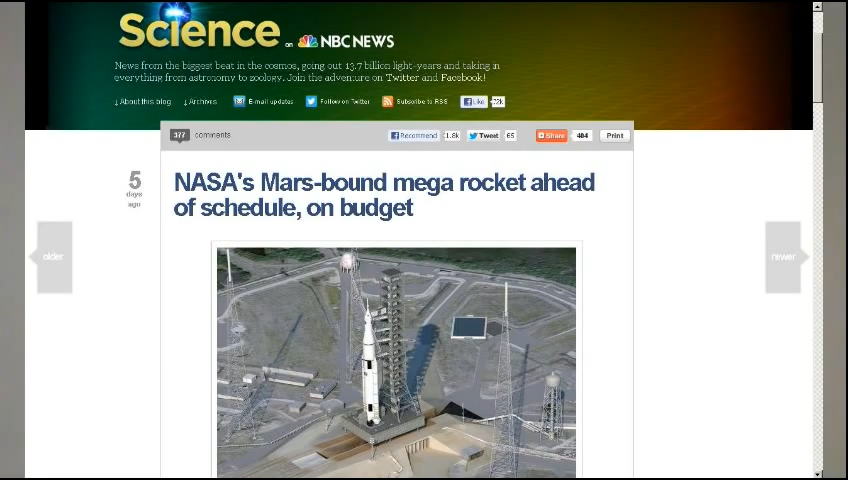 Science on NBC NEWS
News from the biggest beat in the cosmos, going out 13.7 billion light-years and taking in
everything from astronomy to zoology. Join the adventure on Twitter and Facebook!
↓ About this blog ↓ Archives E-mail updates Follow on Twitter Subscribe to RSS Like 72k
377 comments Recommend 1.8k Tweet 65 Share 404 Print
5
days
ago
NASA's Mars-bound mega rocket ahead
of schedule, on budget
older
newer